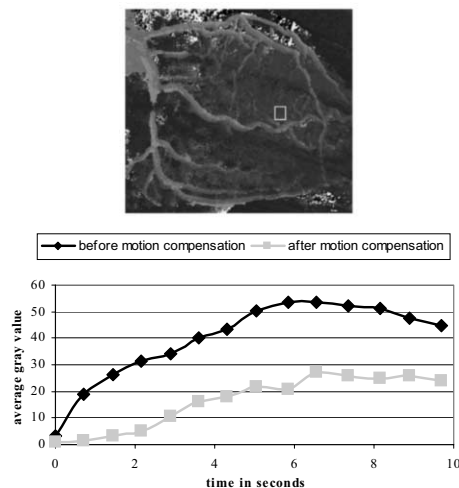 before motion compensation after motion compensation
60
50
40
30
20
10
0
average gray value
0 2 4 6 8 10
time in seconds